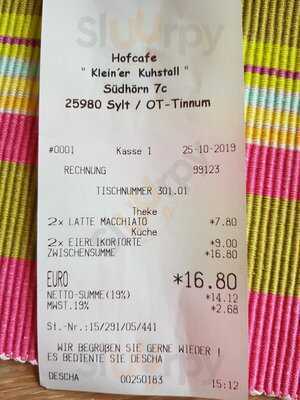 Sluurpy
Hofcafe
" Klein'er Kuhstall "
Südhörn 7c
25980 Sylt / OT-Tinnum
#0001 Kasse 1 25-10-2019
RECHNUNG 99123
TISCHNUMMER 301.01
Theke
2x LATTE MACCHIATO *7.80
Küche
2x EIERLIKÖRTORTE *9.00
ZWISCHENSUMME *16.80
EURO *16.80
NETTO-SUMME(19%) *14.12
MWST.19% *2.68
St.-Nr.:15/291/05/441
WIR BEGRÜßEN SIE GERNE WIEDER !
ES BEDIENTE SIE DESCHA
DESCHA 00250183 15:12